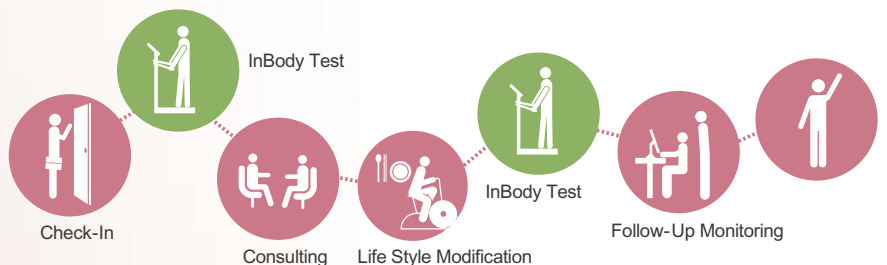 InBody Test
Check-In
Consulting
Life Style Modification
InBody Test
Follow-Up Monitoring